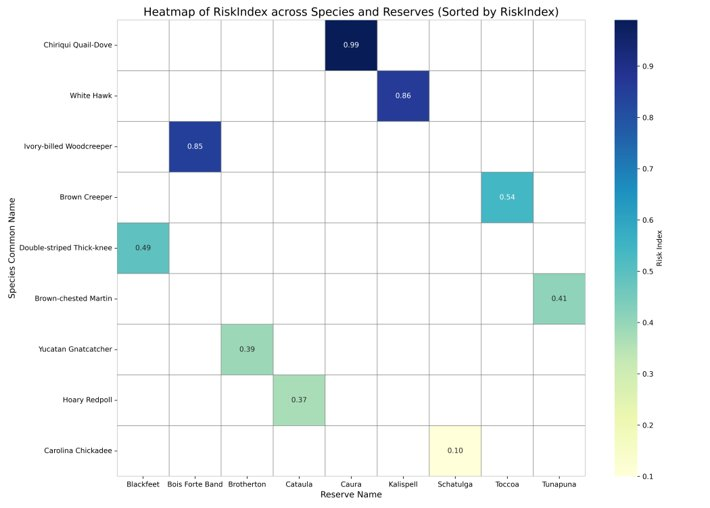 Heatmap of RiskIndex across Species and Reserves (Sorted by RiskIndex)
Species Common Name
Chiriqui Quail-Dove
0.99
White Hawk
0.86
Ivory-billed Woodcreeper
0.85
Brown Creeper
0.54
Double-striped Thick-knee
0.49
Brown-chested Martin
0.41
Yucatan Gnatcatcher
0.39
Hoary Redpoll
0.37
Carolina Chickadee
0.10
Blackfeet Bois Forte Band Brotherton Cataula Caura Kalispell Schatulga Toccoa Tunapuna
Reserve Name
0.9
0.8
0.7
0.6
0.5
0.4
0.3
0.2
0.1
Risk Index